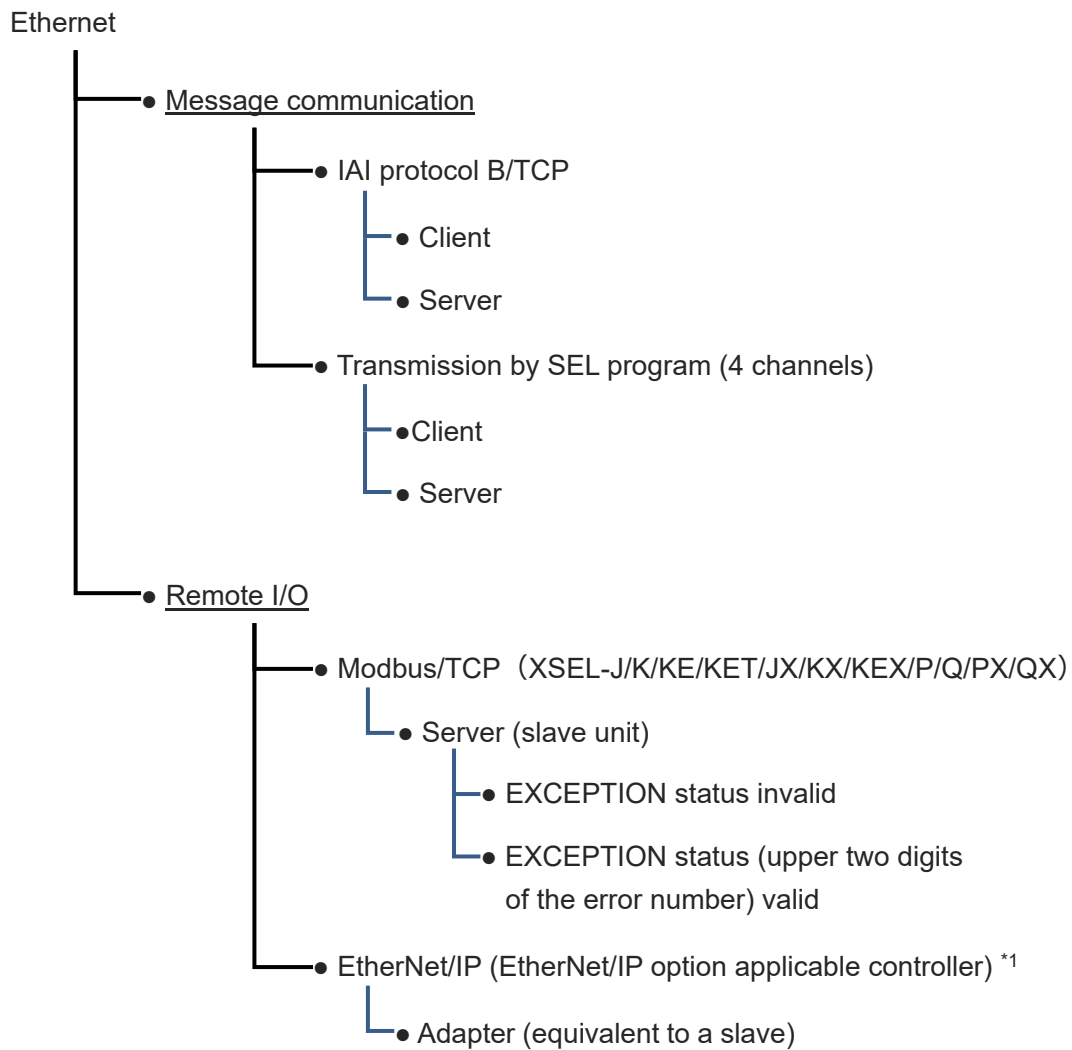 Ethernet
● Message communication
● IAI protocol B/TCP
● Client
● Server
● Transmission by SEL program (4 channels)
●Client
● Server
● Remote I/O
● Modbus/TCP（XSEL-J/K/KE/KET/JX/KX/KEX/P/Q/PX/QX）
● Server (slave unit)
● EXCEPTION status invalid
● EXCEPTION status (upper two digits
of the error number) valid
● EtherNet/IP (EtherNet/IP option applicable controller) *1
● Adapter (equivalent to a slave)